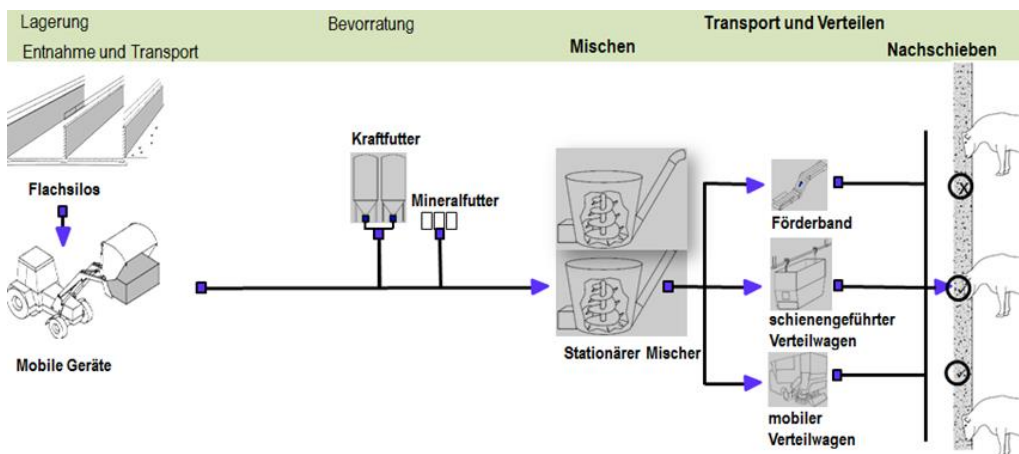 Lagerung
Entnahme und Transport
Bevorratung
Mischen
Transport und Verteilen
Nachschieben
Flachsilos
Mobile Geräte
Kraftfutter
Mineralfutter
Stationärer Mischer
Förderband
schienengeführter
Verteilwagen
mobiler
Verteilwagen